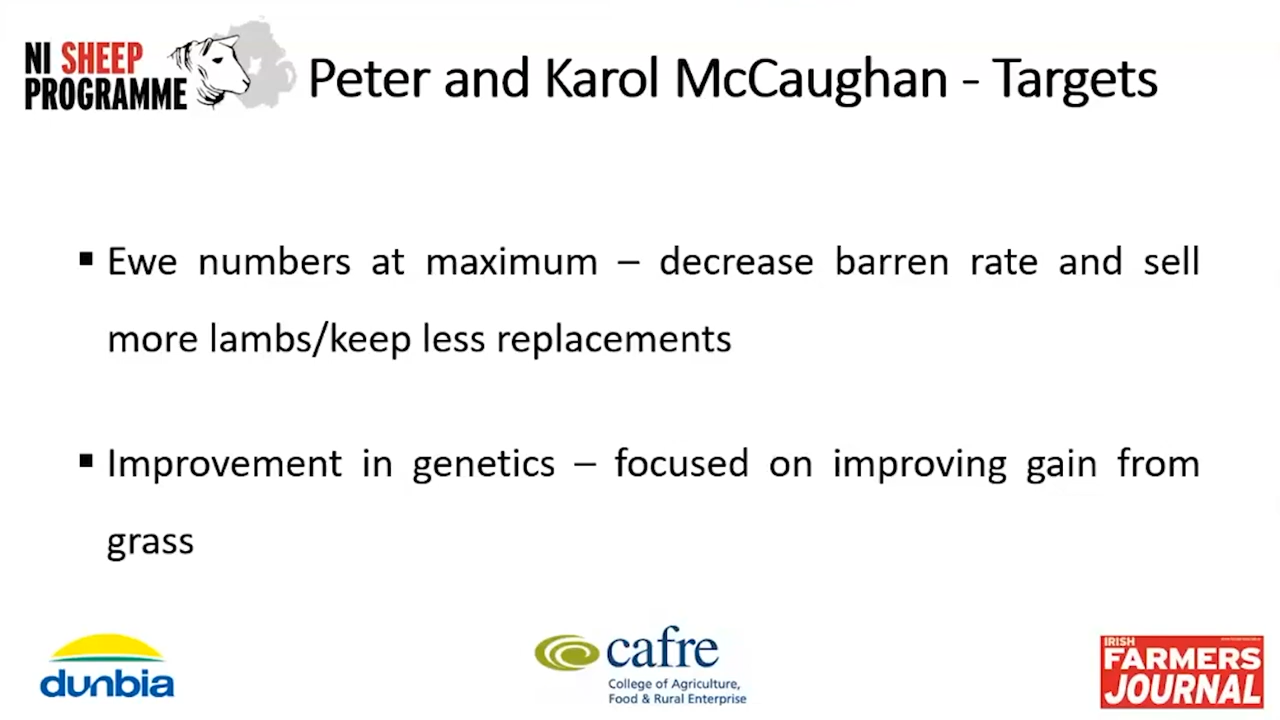 NI SHEEP
PROGRAMME
Peter and Karol McCaughan - Targets
▪ Ewe numbers at maximum – decrease barren rate and sell
more lambs/keep less replacements
▪ Improvement in genetics – focused on improving gain from
grass
dunbia
cafre
College of Agriculture,
Food & Rural Enterprise
IRISH
FARMERS
JOURNAL